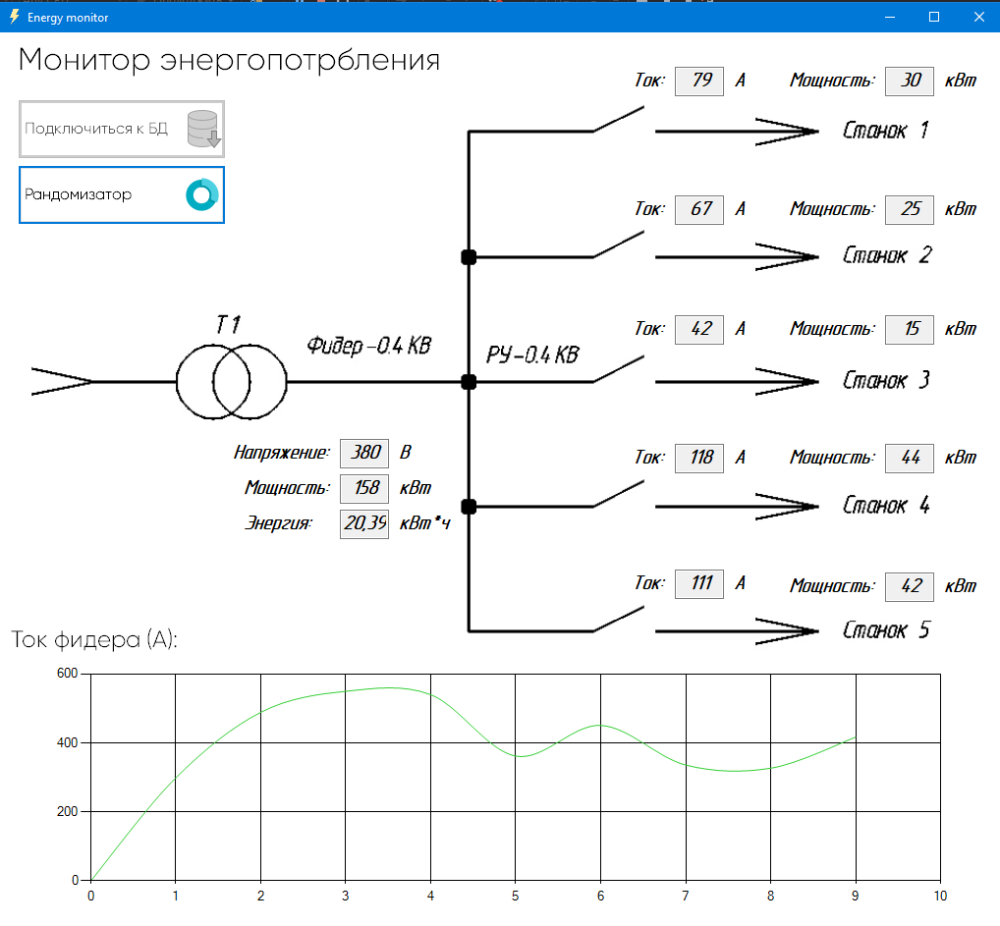 Energy monitor
Монитор энергопотрбления
Подключиться к БД
Рандомизатор
Ток: 79 А Мощность: 30 кВт
Станок 1
Ток: 67 А Мощность: 25 кВт
Станок 2
Т1
Фидер-0.4 КВ
РУ-0.4 КВ
Ток: 42 А Мощность: 15 кВт
Станок 3
Напряжение: 380 В
Мощность: 158 кВт
Энергия: 20,39 кВт*ч
Ток: 118 А Мощность: 44 кВт
Станок 4
Ток: 111 А Мощность: 42 кВт
Станок 5
Ток фидера (А):
600
400
200
0
0 1 2 3 4 5 6 7 8 9 10